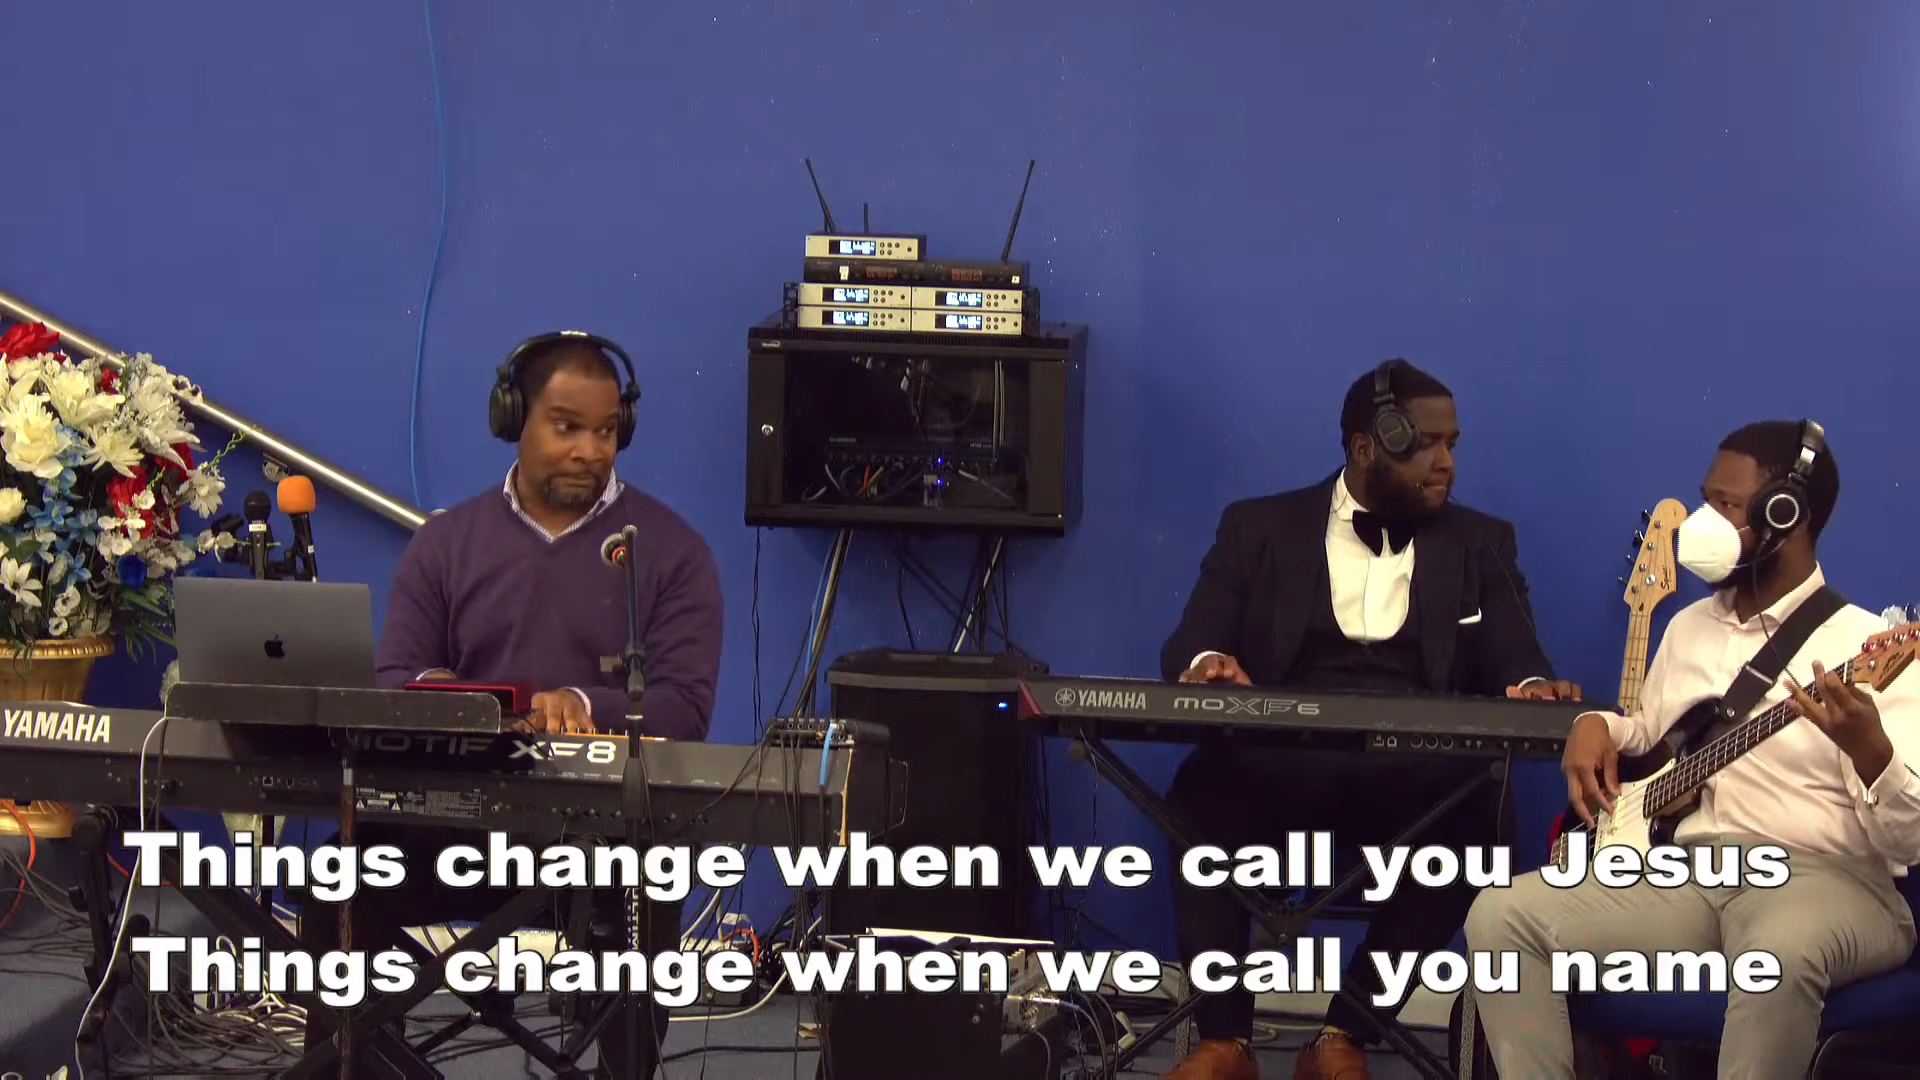 YAMAHA
MOTIF XF8
YAMAHA
MOXF6
Things change when we call you Jesus
Things change when we call you name